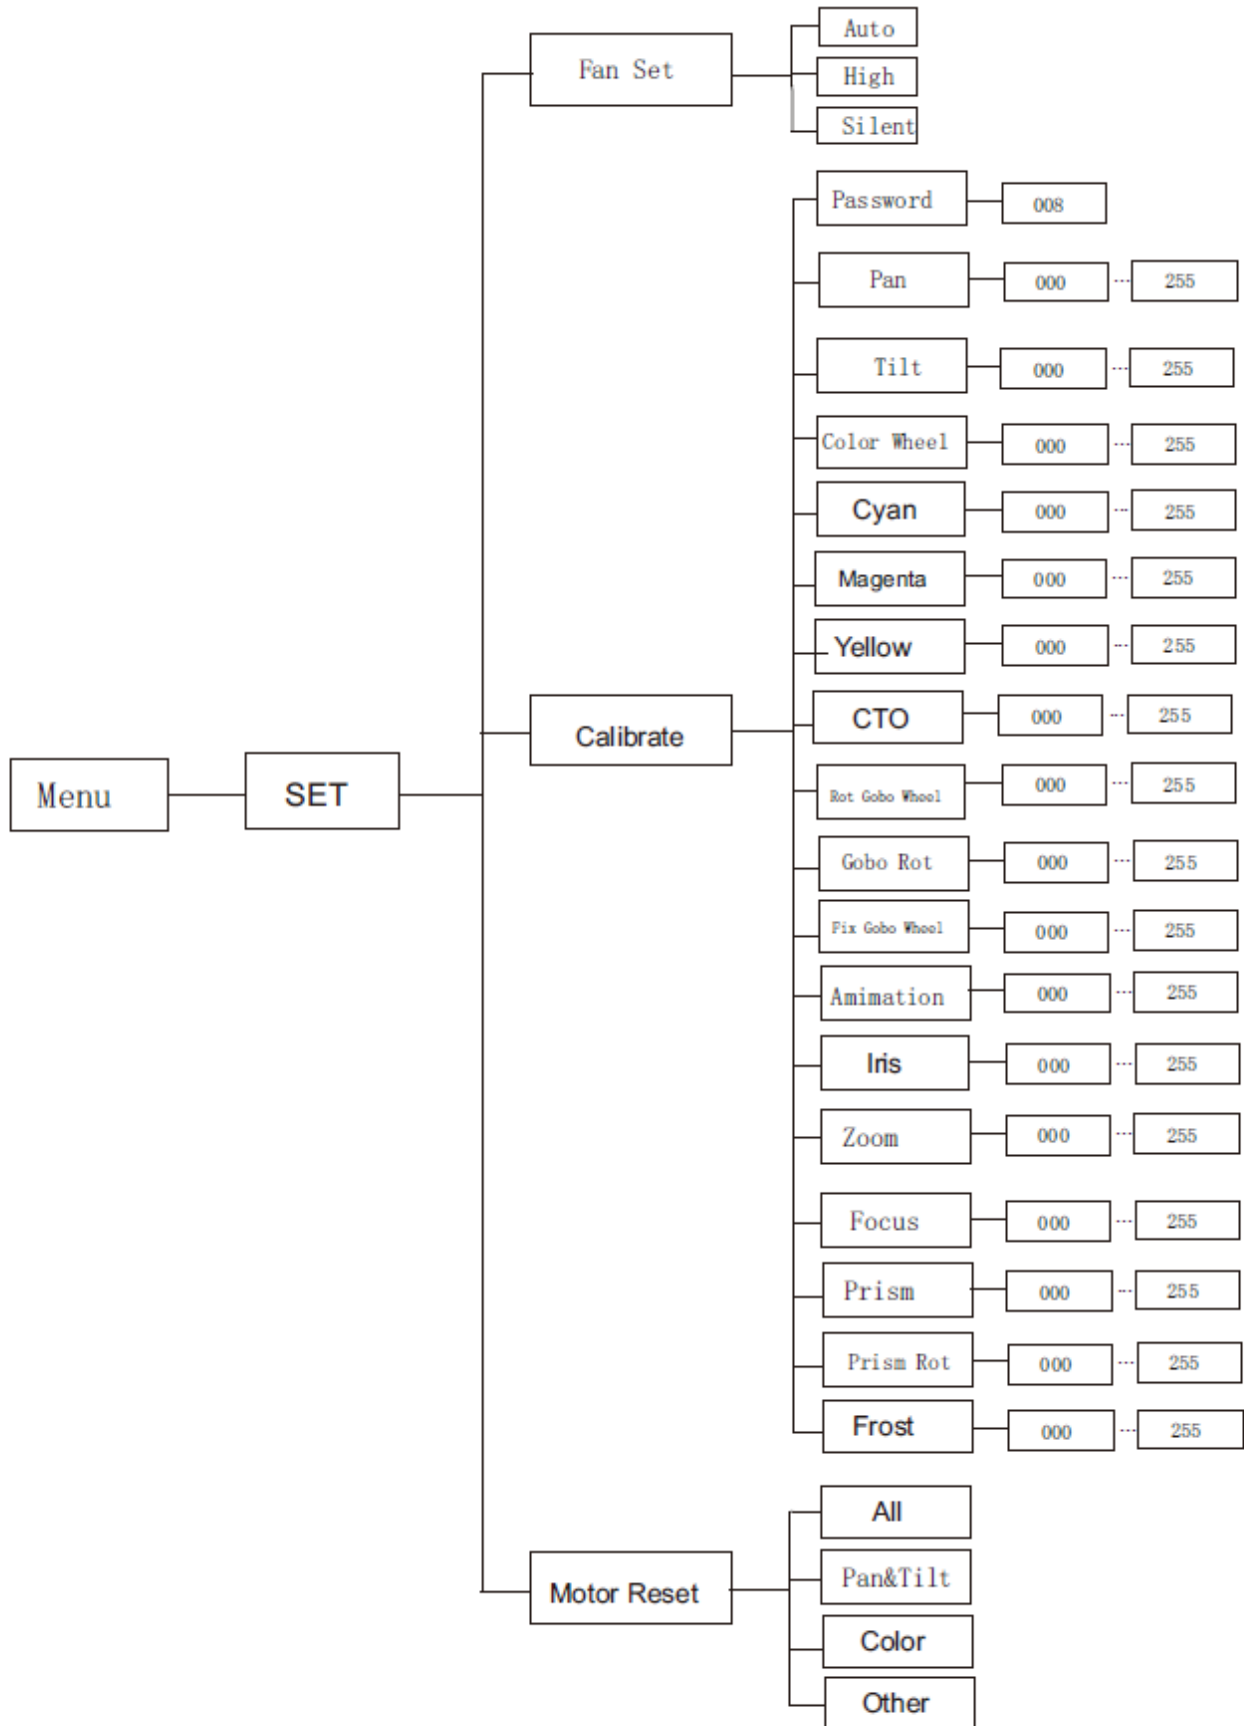 Auto
Fan Set
High
Silent
Password 008
Pan 000 ... 255
Tilt 000 ... 255
Color Wheel 000 ... 255
Cyan 000 ... 255
Magenta 000 ... 255
Yellow 000 ... 255
CTO 000 ... 255
Calibrate
Menu SET
Rot Gobo Wheel 000 ... 255
Gobo Rot 000 ... 255
Fix Gobo Wheel 000 ... 255
Amimation 000 ... 255
Iris 000 ... 255
Zoom 000 ... 255
Focus 000 ... 255
Prism 000 ... 255
Prism Rot 000 ... 255
Frost 000 ... 255
All
Pan&Tilt
Motor Reset
Color
Other